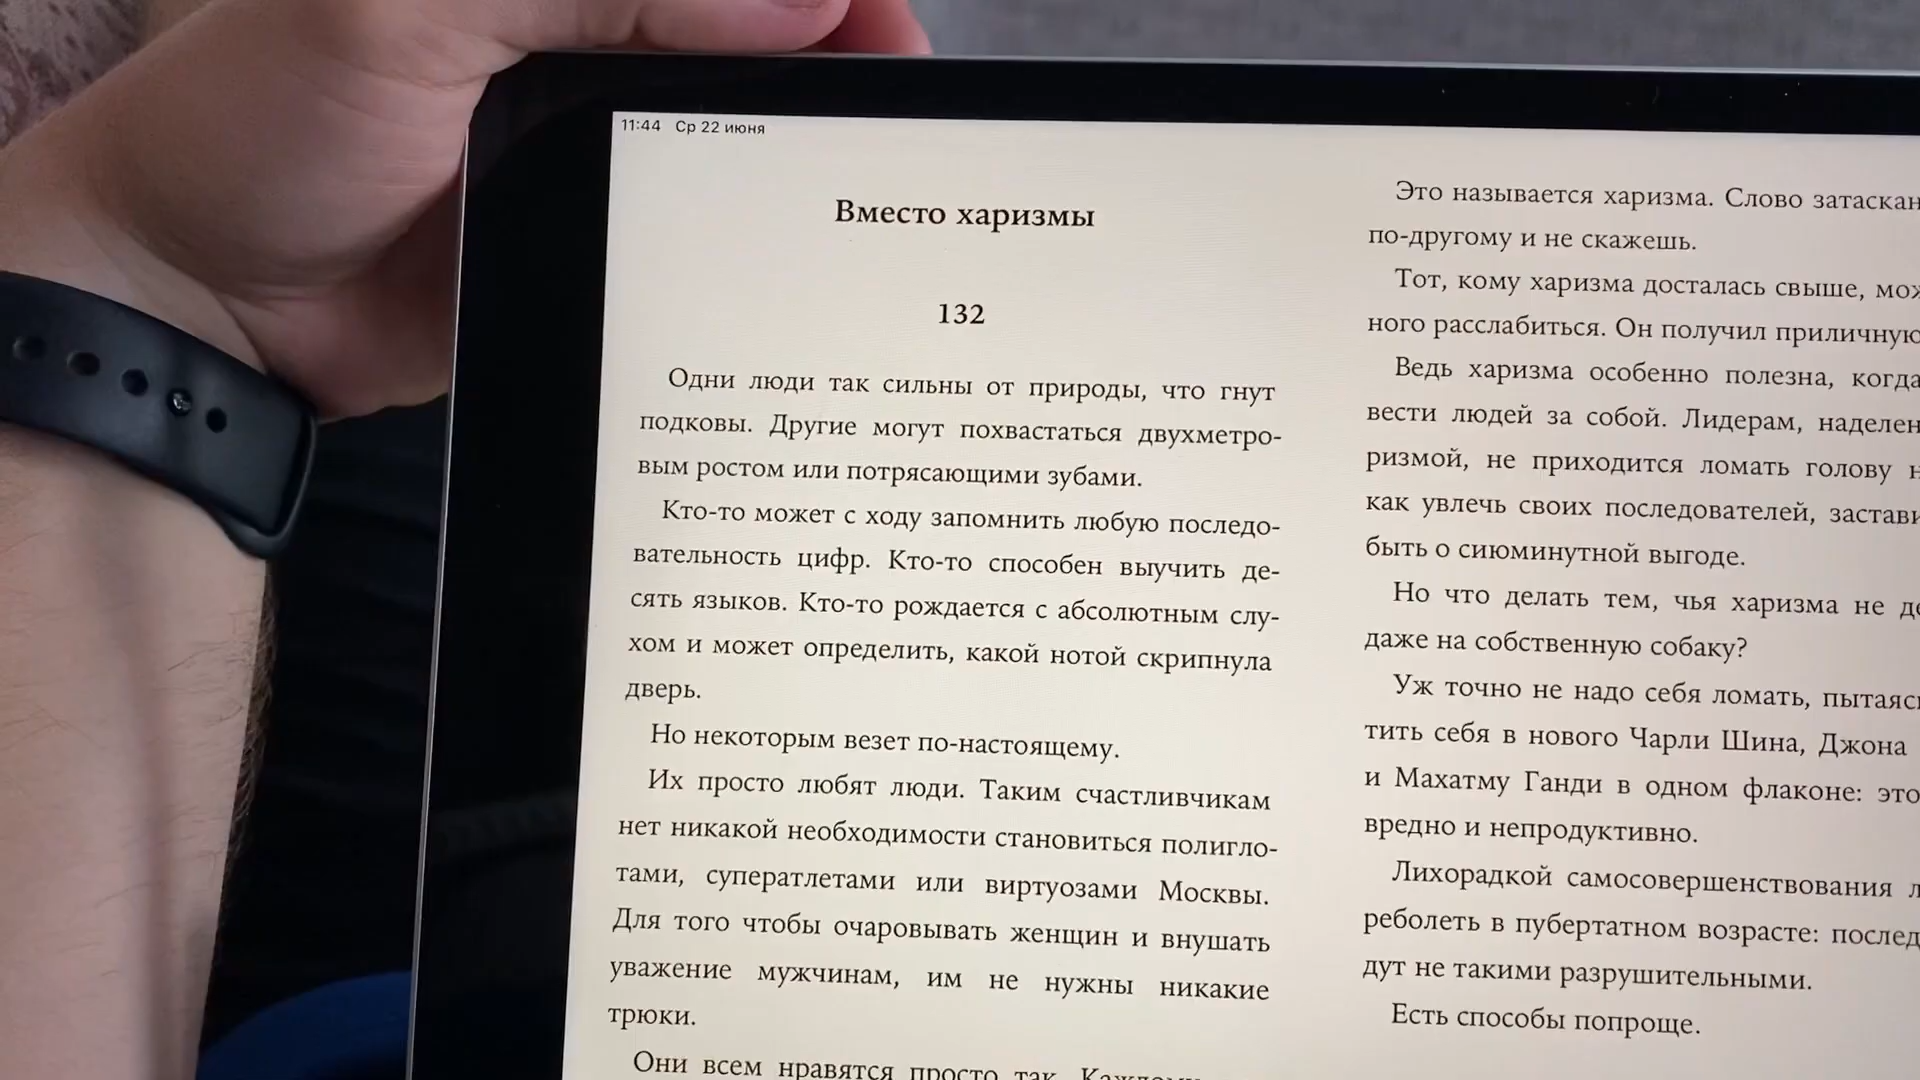 11:44 Ср 22 июня
Вместо харизмы
132
Одни люди так сильны от природы, что гнут
подковы. Другие могут похвастаться двухметро-
вым ростом или потрясающими зубами.
Кто-то может с ходу запомнить любую последо-
вательность цифр. Кто-то способен выучить де-
сять языков. Кто-то рождается с абсолютным слу-
хом и может определить, какой нотой скрипнула
дверь.
Но некоторым везет по-настоящему.
Их просто любят люди. Таким счастливчикам
нет никакой необходимости становиться полигло-
тами, суператлетами или виртуозами Москвы.
Для того чтобы очаровывать женщин и внушать
уважение мужчинам, им не нужны никакие
трюки.
Они всем нравятся просто так.
Это называется харизма. Слово
по-другому и не скажешь.
Тот, кому харизма досталась свыше,
ного расслабиться. Он получил приличную
Ведь харизма особенно полезна, когда
вести людей за собой. Лидерам,
ризмой, не приходится ломать голову
как увлечь своих последователей,
быть о сиюминутной выгоде.
Но что делать тем, чья харизма не
даже на собственную собаку?
Уж точно не надо себя ломать,
тить себя в нового Чарли Шина, Джона
и Махатму Ганди в одном флаконе: это
вредно и непродуктивно.
Лихорадкой самосовершенствования
реболеть в пубертатном возрасте:
дут не такими разрушительными.
Есть способы попроще.